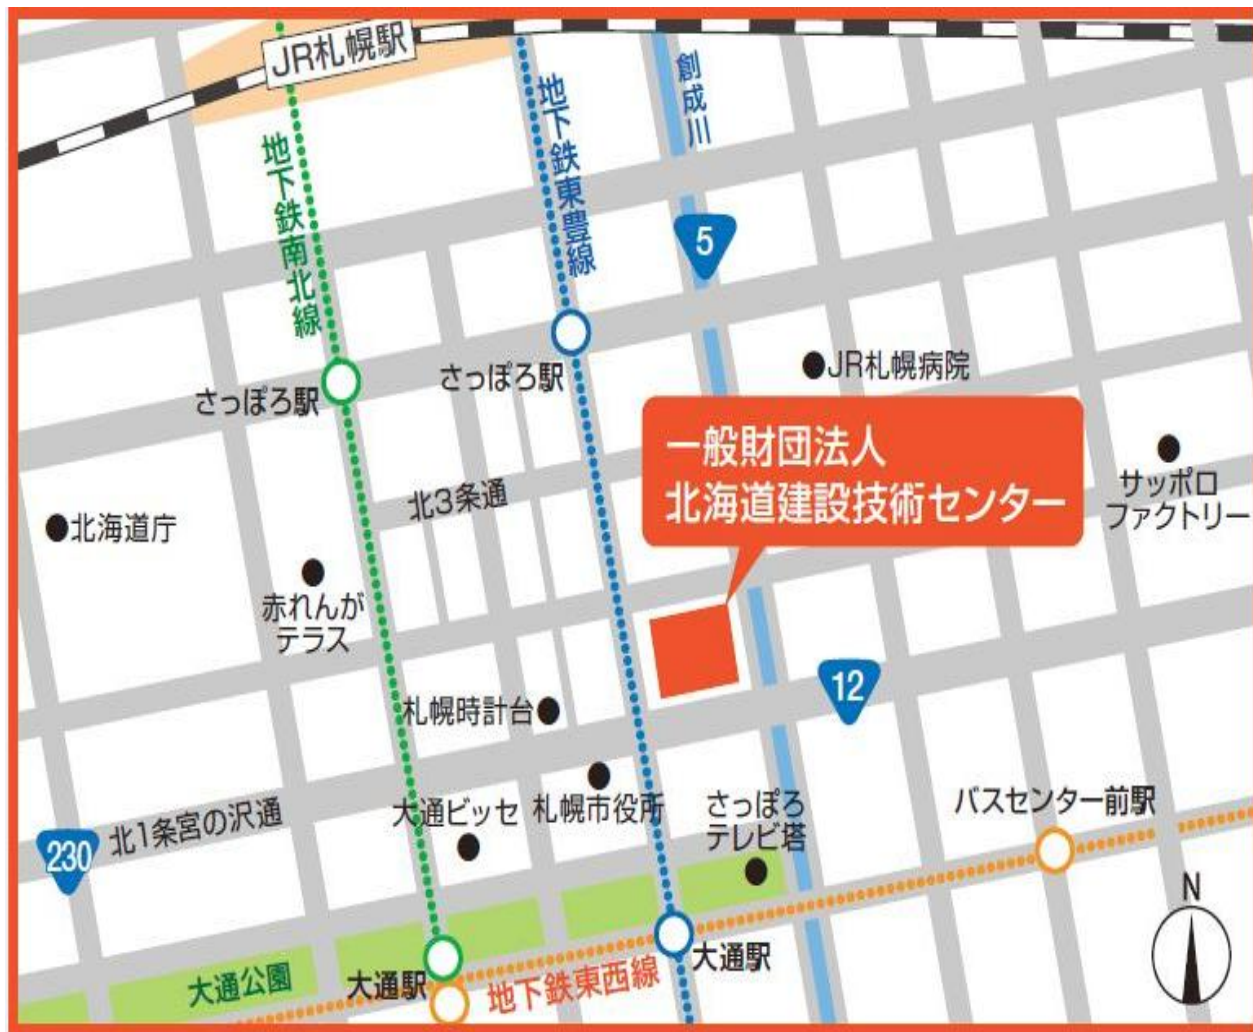 JR札幌駅
地下鉄南北線
地下鉄東豊線
創成川
5
さっぽろ駅
さっぽろ駅
JR札幌病院
一般財団法人
北海道建設技術センター
サッポロ
ファクトリー
北3条通
北海道庁
赤れんが
テラス
札幌時計台
12
北1条宮の沢通
230
大通ビッセ
札幌市役所
さっぽろ
テレビ塔
バスセンター前駅
N
大通公園
大通駅
地下鉄東西線
大通駅